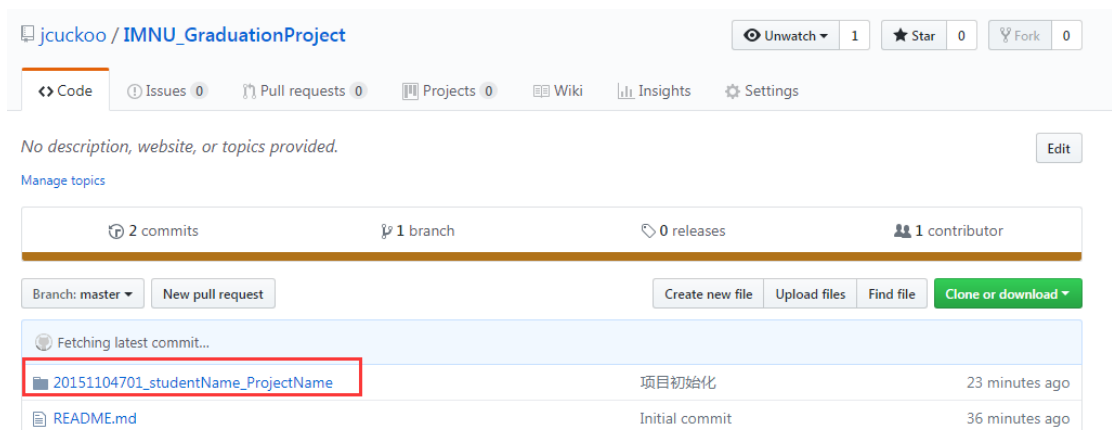 jcuckoo / IMNU_GraduationProject Unwatch 1 Star 0 Fork 0
Code Issues 0 Pull requests 0 Projects 0 Wiki Insights Settings
No description, website, or topics provided. Edit
Manage topics
2 commits 1 branch 0 releases 1 contributor
Branch: master New pull request Create new file Upload files Find file Clone or download
Fetching latest commit...
20151104701_studentName_ProjectName 项目初始化 23 minutes ago
README.md Initial commit 36 minutes ago